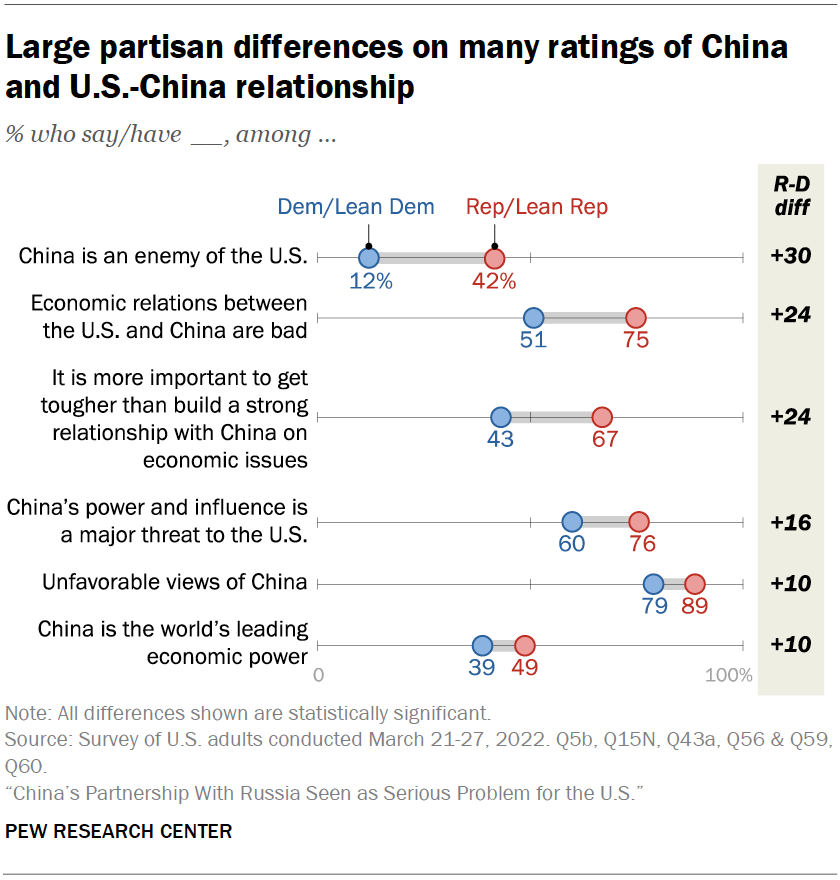 Large partisan differences on many ratings of China
and U.S.-China relationship
% who say/have __, among ...
R-D
diff
Dem/Lean Dem
Rep/Lean Rep
China is an enemy of the U.S.
12%
42%
+30
Economic relations between
the U.S. and China are bad
51
75
+24
It is more important to get
tougher than build a strong
relationship with China on
economic issues
43
67
+24
China's power and influence is
a major threat to the U.S.
60
76
+16
Unfavorable views of China
79
89
+10
China is the world's leading
economic power
39
49
+10
0
100%
Note: All differences shown are statistically significant.
Source: Survey of U.S. adults conducted March 21-27, 2022. Q5b, Q15N, Q43a, Q56 & Q59,
Q60.
“China's Partnership With Russia Seen as Serious Problem for the U.S.”
PEW RESEARCH CENTER